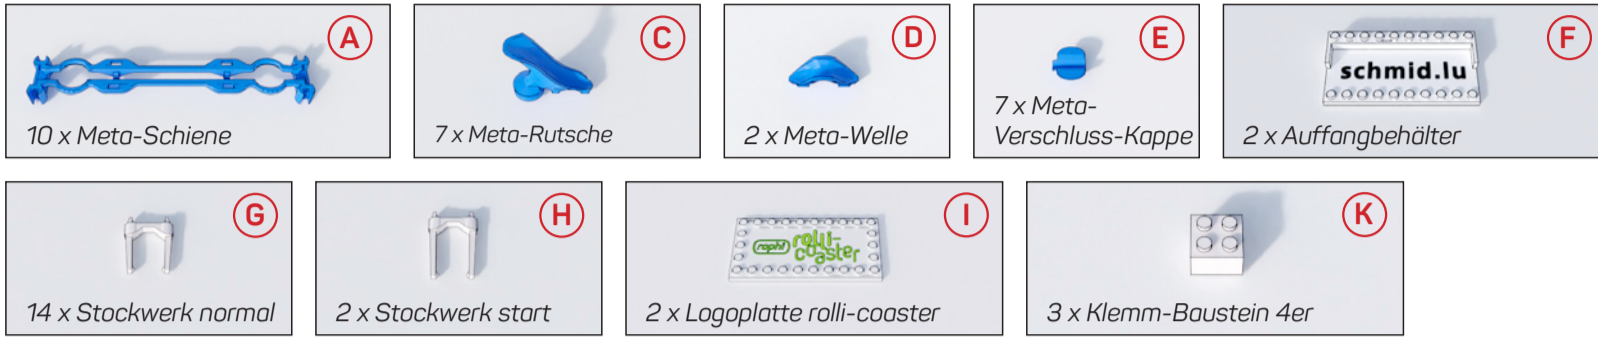 A
10 x Meta-Schiene
C
7 x Meta-Rutsche
D
2 x Meta-Welle
E
7 x Meta-
Verschluss-Kappe
F
schmid.lu
2 x Auffangbehälter
G
14 x Stockwerk normal
H
2 x Stockwerk start
I
raphi rolli-
coaster
2 x Logoplatte rolli-coaster
K
3 x Klemm-Baustein 4er